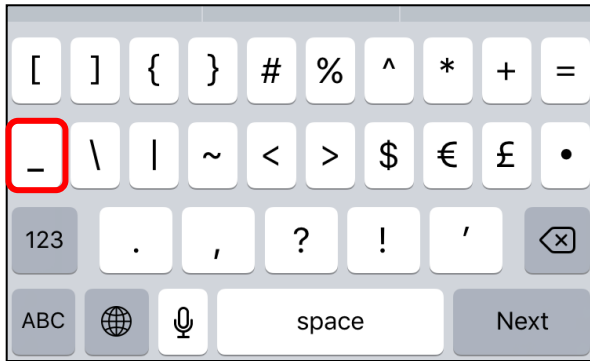 [ ] { } # % ^ * + =
_ \ | ~ < > $ € £ •
123 . , ? ! ′
ABC space Next